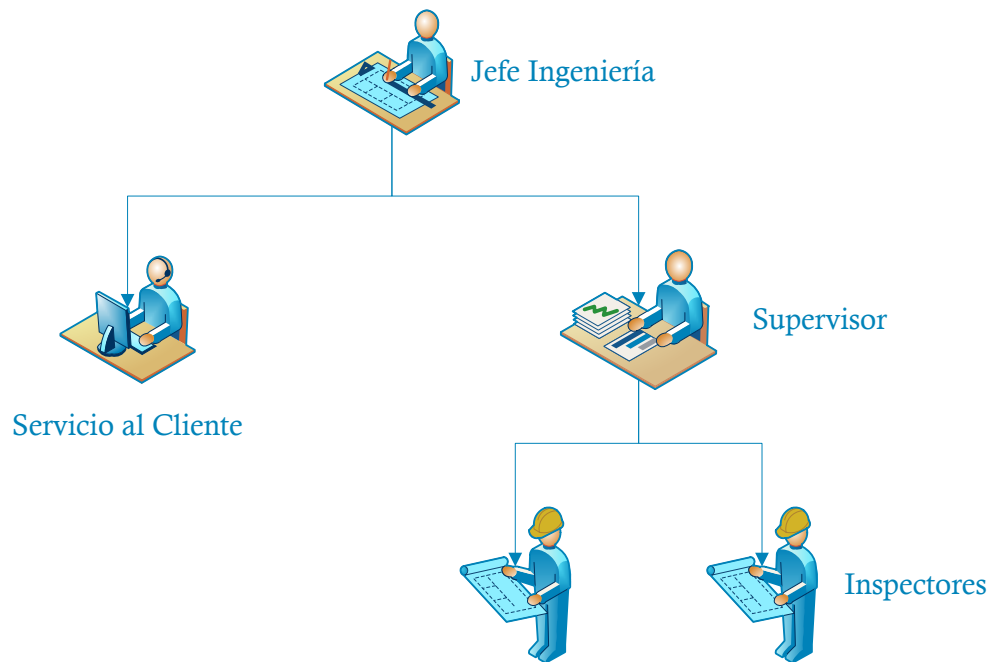 Jefe Ingeniería
Supervisor
Servicio al Cliente
Inspectores